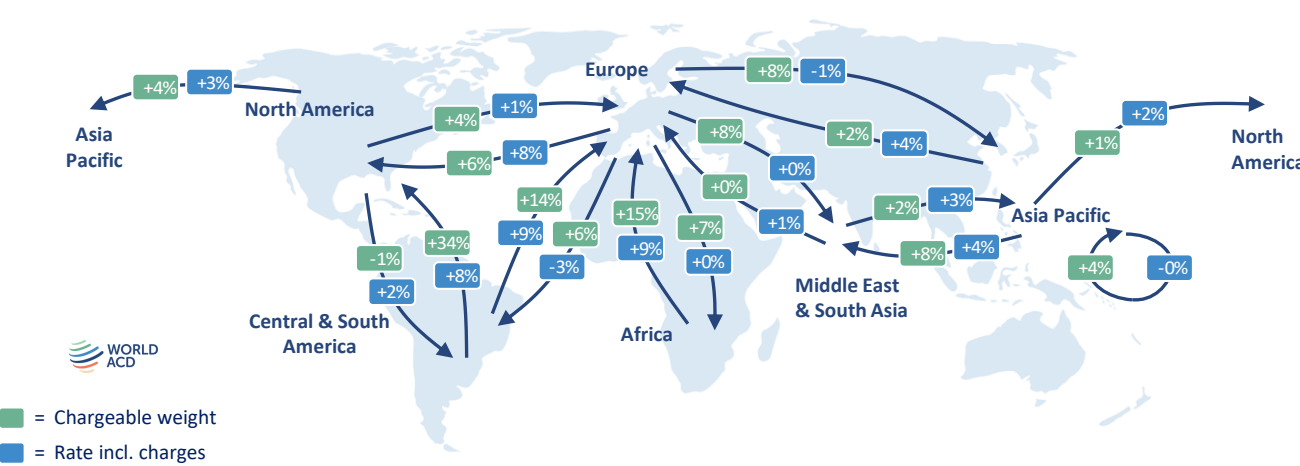 Europe
+8%
-1%
+4%
+3%
North America
Asia
Pacific
+4%
+1%
+6%
+8%
+8%
+0%
+2%
+4%
+1%
+2%
North
America
+14%
+9%
+6%
-3%
+15%
+9%
+7%
+0%
+0%
+1%
+2%
+3%
Asia Pacific
+8%
+4%
+4%
-0%
-1%
+2%
+34%
+8%
Middle East
& South Asia
Central & South
America
Africa
WORLD
ACD
= Chargeable weight
= Rate incl. charges